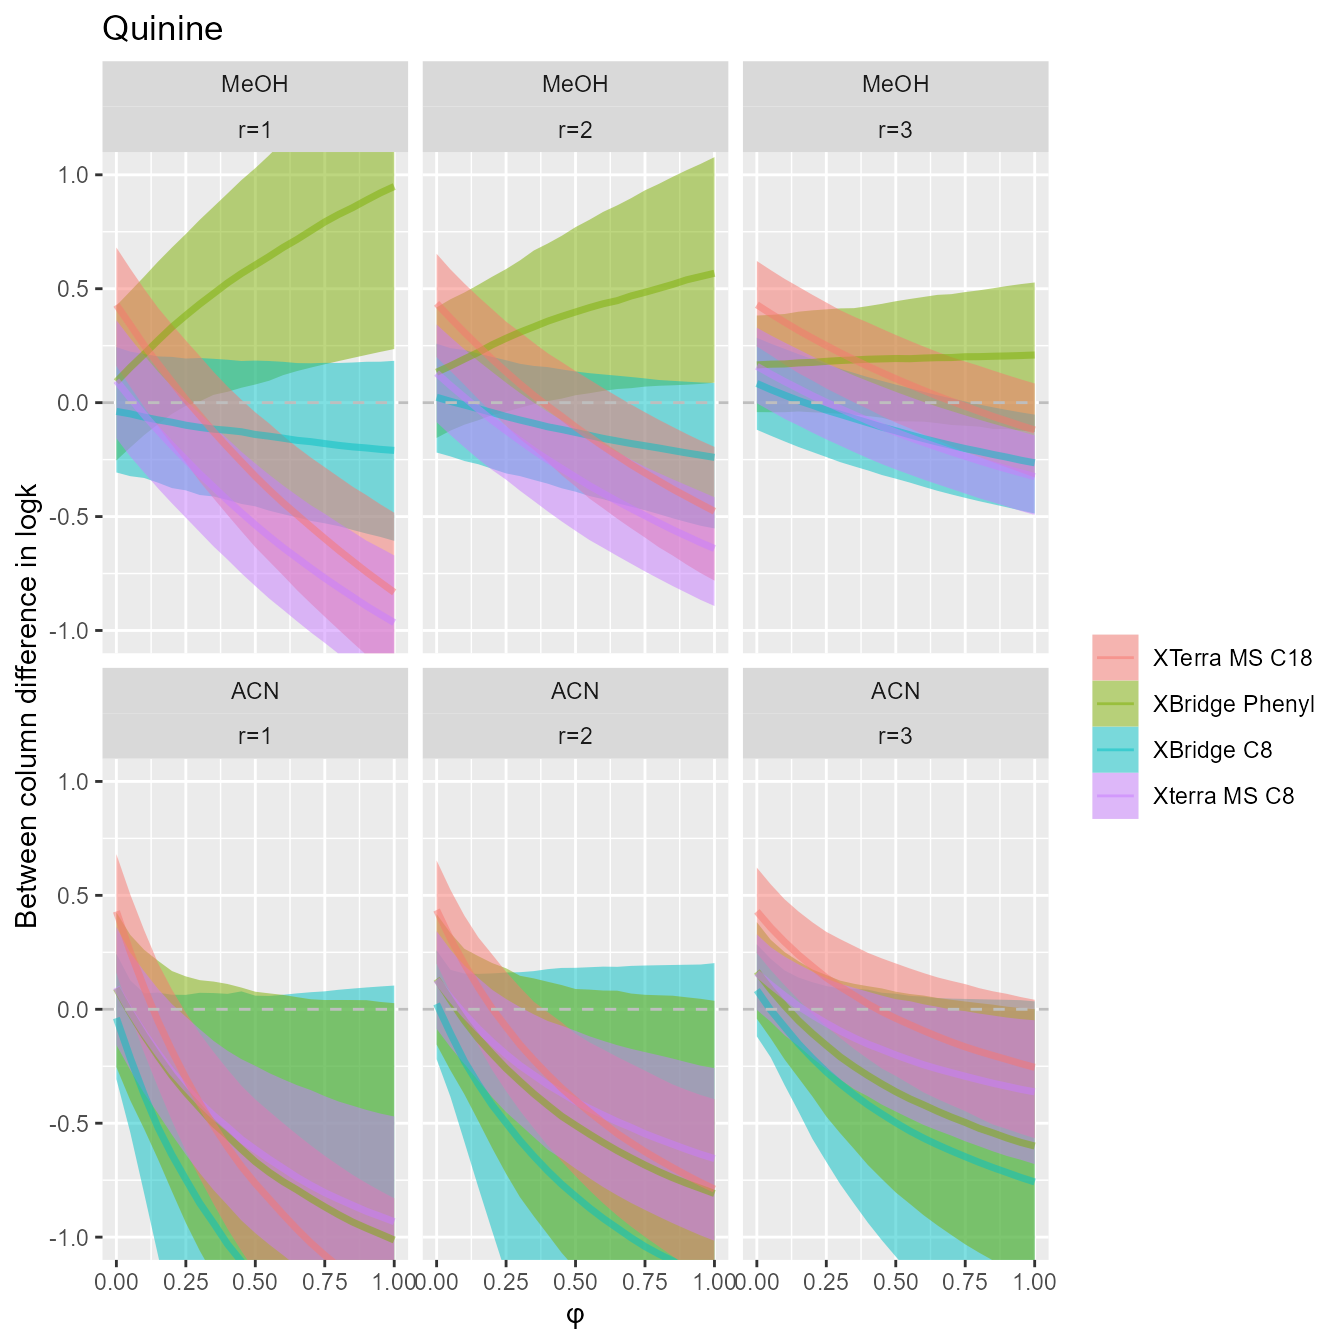 Quinine
MeOH
MeOH
MeOH
r=1
r=2
r=3
1.0
0.5
0.0
-0.5
-1.0
ACN
ACN
ACN
r=1
r=2
r=3
1.0
0.5
0.0
-0.5
-1.0
0.00 0.25 0.50 0.75 1.00
0.00 0.25 0.50 0.75 1.00
0.00 0.25 0.50 0.75 1.00
φ
Between column difference in logk
XTerra MS C18
XBridge Phenyl
XBridge C8
Xterra MS C8